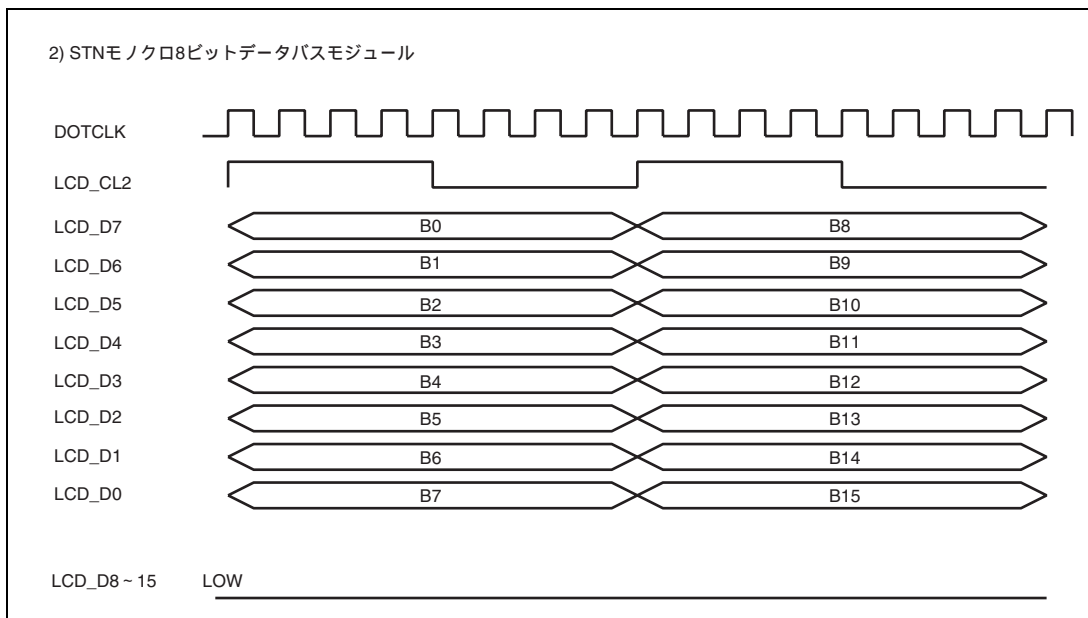 2) STNモノクロ8ビットデータバスモジュール
DOTCLK
LCD_CL2
LCD_D7 B0 B8
LCD_D6 B1 B9
LCD_D5 B2 B10
LCD_D4 B3 B11
LCD_D3 B4 B12
LCD_D2 B5 B13
LCD_D1 B6 B14
LCD_D0 B7 B15
LCD_D8~15 LOW